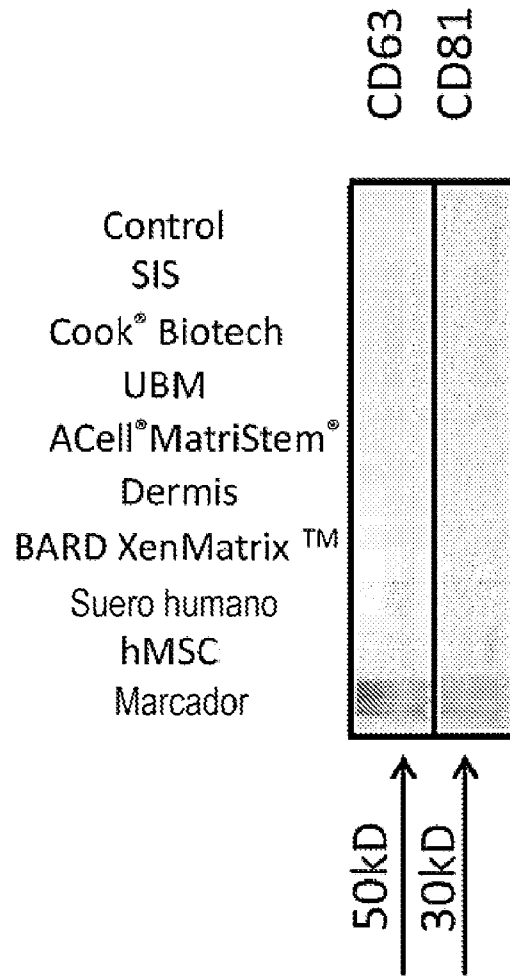 CD63
CD81
Control
SIS
Cook® Biotech
UBM
ACell®MatriStem®
Dermis
BARD XenMatrix ™
Suero humano
hMSC
Marcador
50kD
30kD